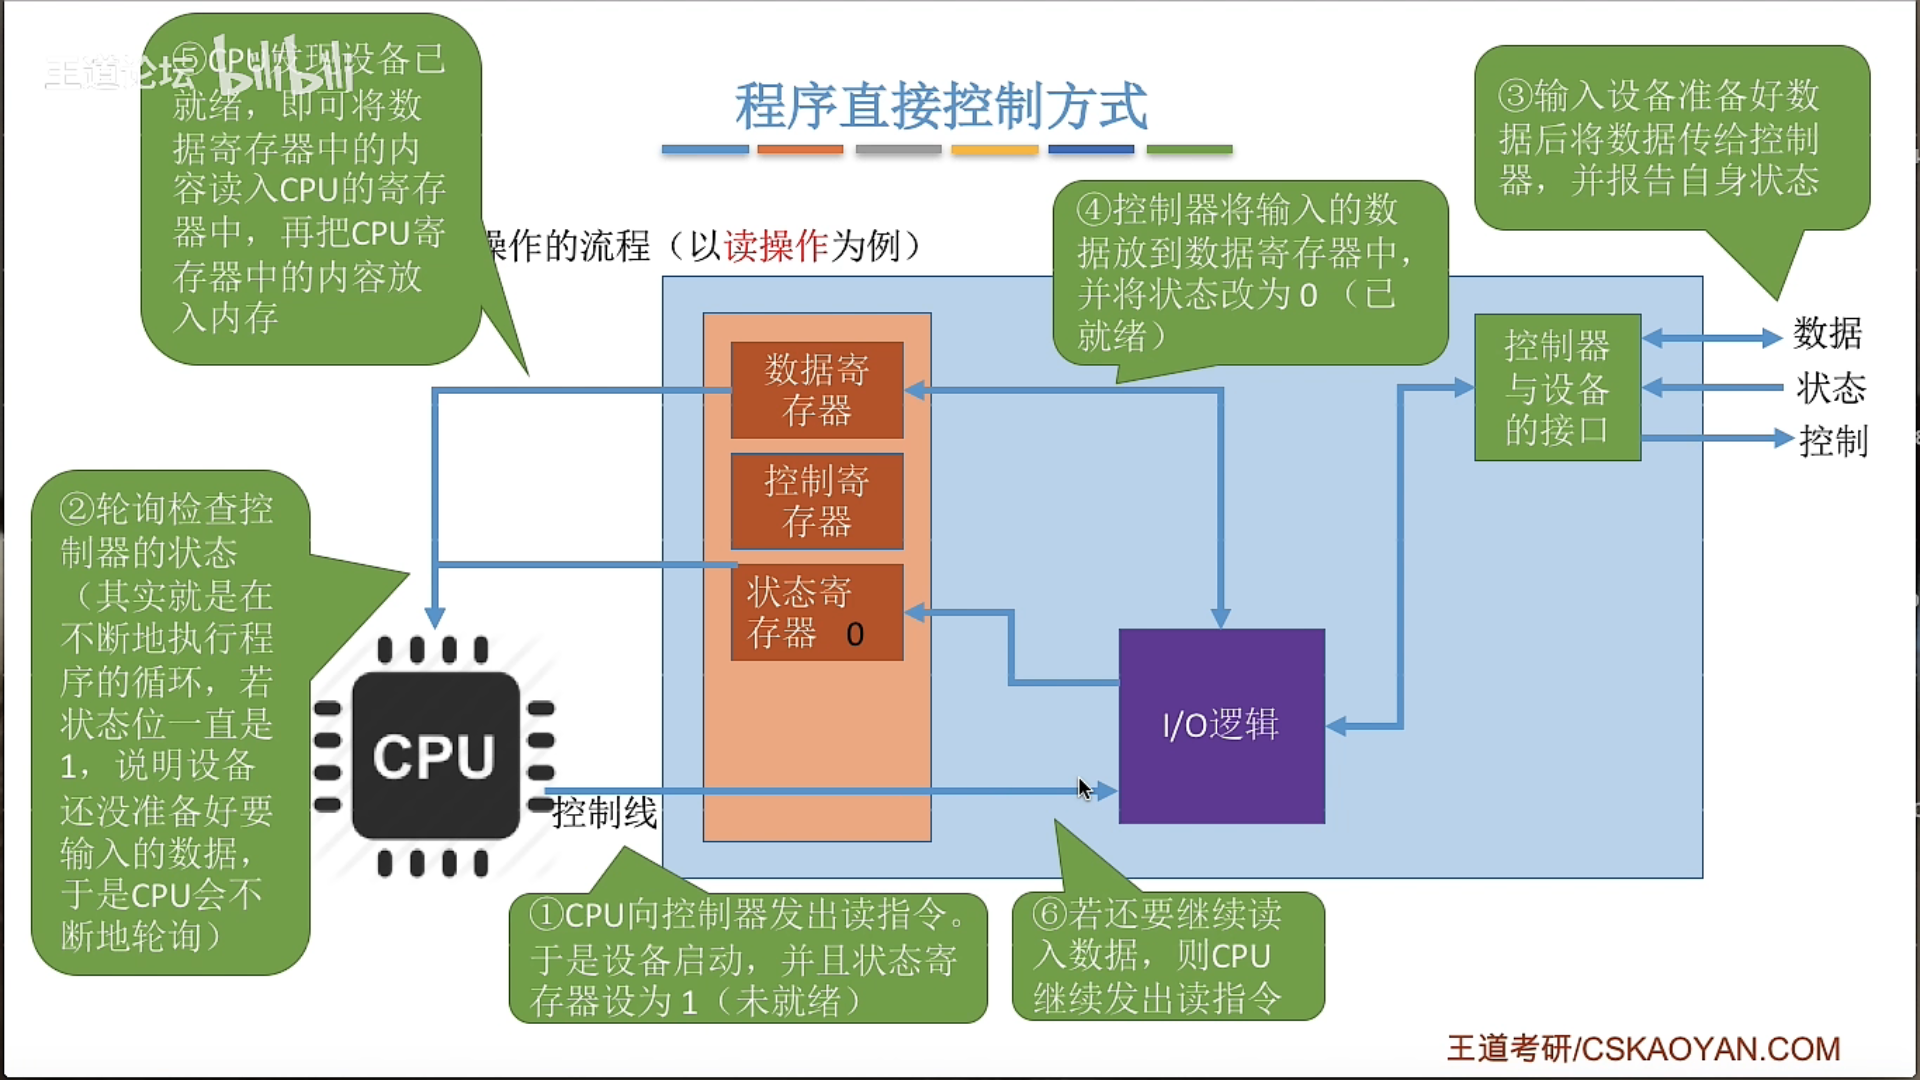 王道论坛 bilibili
程序直接控制方式
⑤CPU发现设备已
就绪，即可将数
据寄存器中的内
容读入CPU的寄存
器中，再把CPU寄
存器中的内容放
入内存
操作的流程（以读操作为例）
③输入设备准备好数
据后将数据传给控制
器，并报告自身状态
④控制器将输入的数
据放到数据寄存器中，
并将状态改为 0 （已
就绪）
数据寄
存器
控制寄
存器
状态寄
存器 0
控制器
与设备
的接口
数据
状态
控制
②轮询检查控
制器的状态
（其实就是在
不断地执行程
序的循环，若
状态位一直是
1，说明设备
还没准备好要
输入的数据，
于是CPU会不
断地轮询）
CPU
控制线
I/O逻辑
①CPU向控制器发出读指令。
于是设备启动，并且状态寄
存器设为 1（未就绪）
⑥若还要继续读
入数据，则CPU
继续发出读指令
王道考研/CSKAOYAN.COM